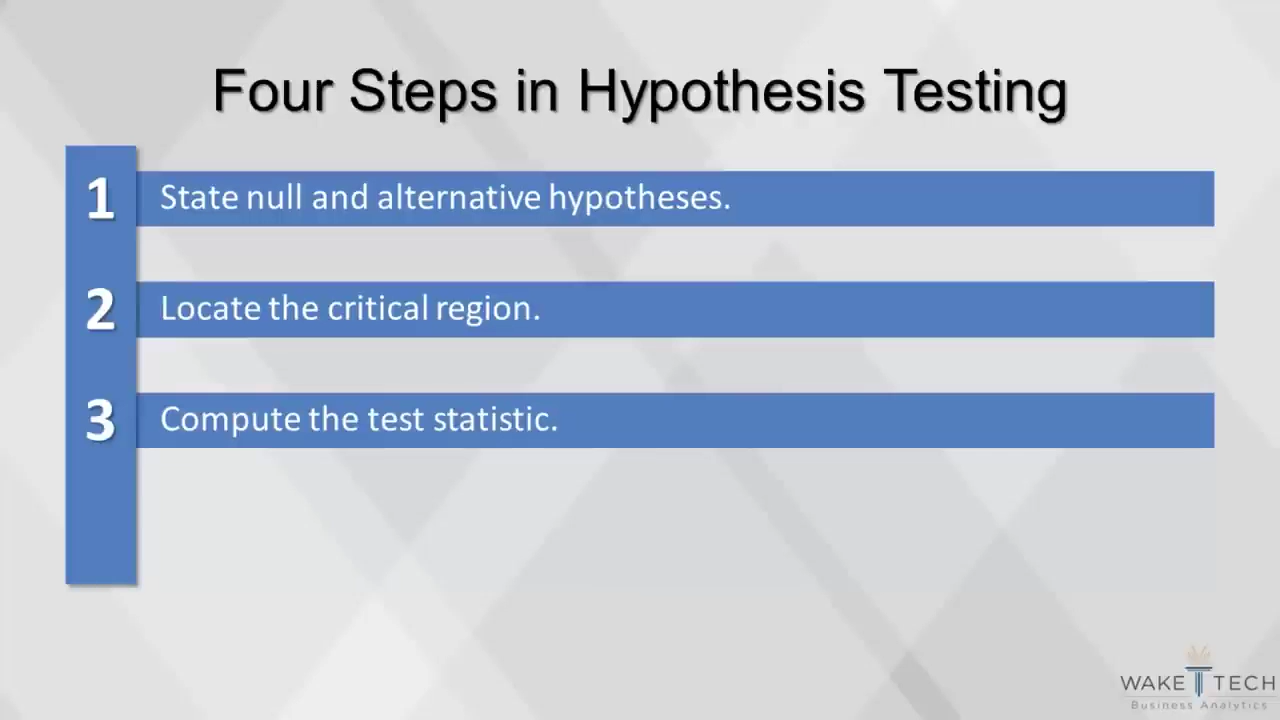 Four Steps in Hypothesis Testing
1 State null and alternative hypotheses.
2 Locate the critical region.
3 Compute the test statistic.
WAKE TECH
Business Analytics